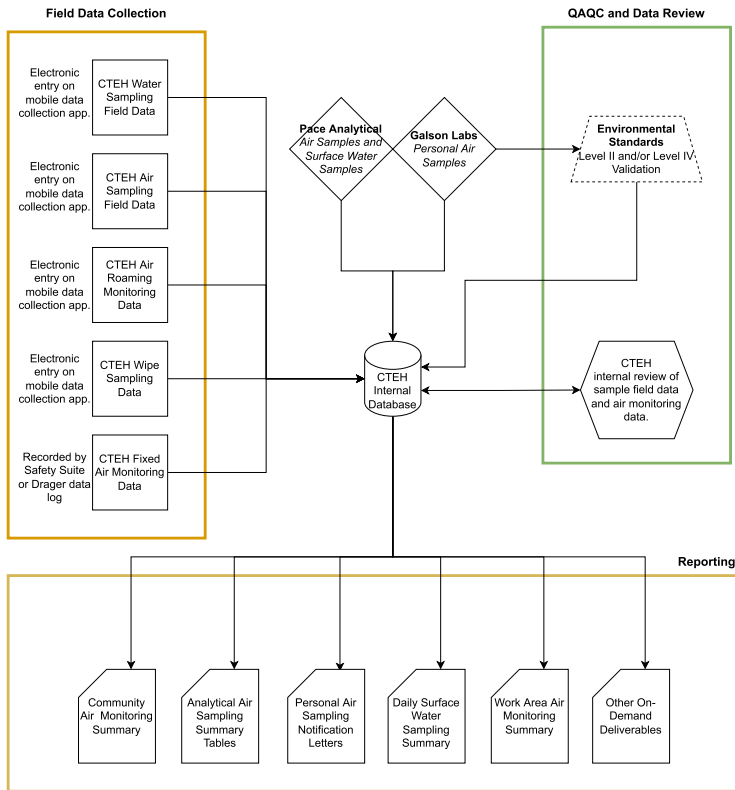 Field Data Collection
QAQC and Data Review
Electronic
entry on
mobile data
collection app.
CTEH Water
Sampling
Field Data
Electronic
entry on
mobile data
collection app.
CTEH Air
Sampling
Field Data
Electronic
entry on
mobile data
collection app.
CTEH Air
Roaming
Monitoring
Data
Electronic
entry on
mobile data
collection app.
CTEH Wipe
Sampling
Data
Recorded by
Safety Suite
or Drager data
log
CTEH Fixed
Air Monitoring
Data
Pace Analytical
Air Samples and
Surface Water
Samples
Galson Labs
Personal Air
Samples
Environmental
Standards
Level II and/or Level IV
Validation
CTEH
Internal
Database
CTEH
internal review of
sample field data
and air monitoring
data.
Reporting
Community
Air Monitoring
Summary
Analytical Air
Sampling
Summary
Tables
Personal Air
Sampling
Notification
Letters
Daily Surface
Water
Sampling
Summary
Work Area Air
Monitoring
Summary
Other On-
Demand
Deliverables